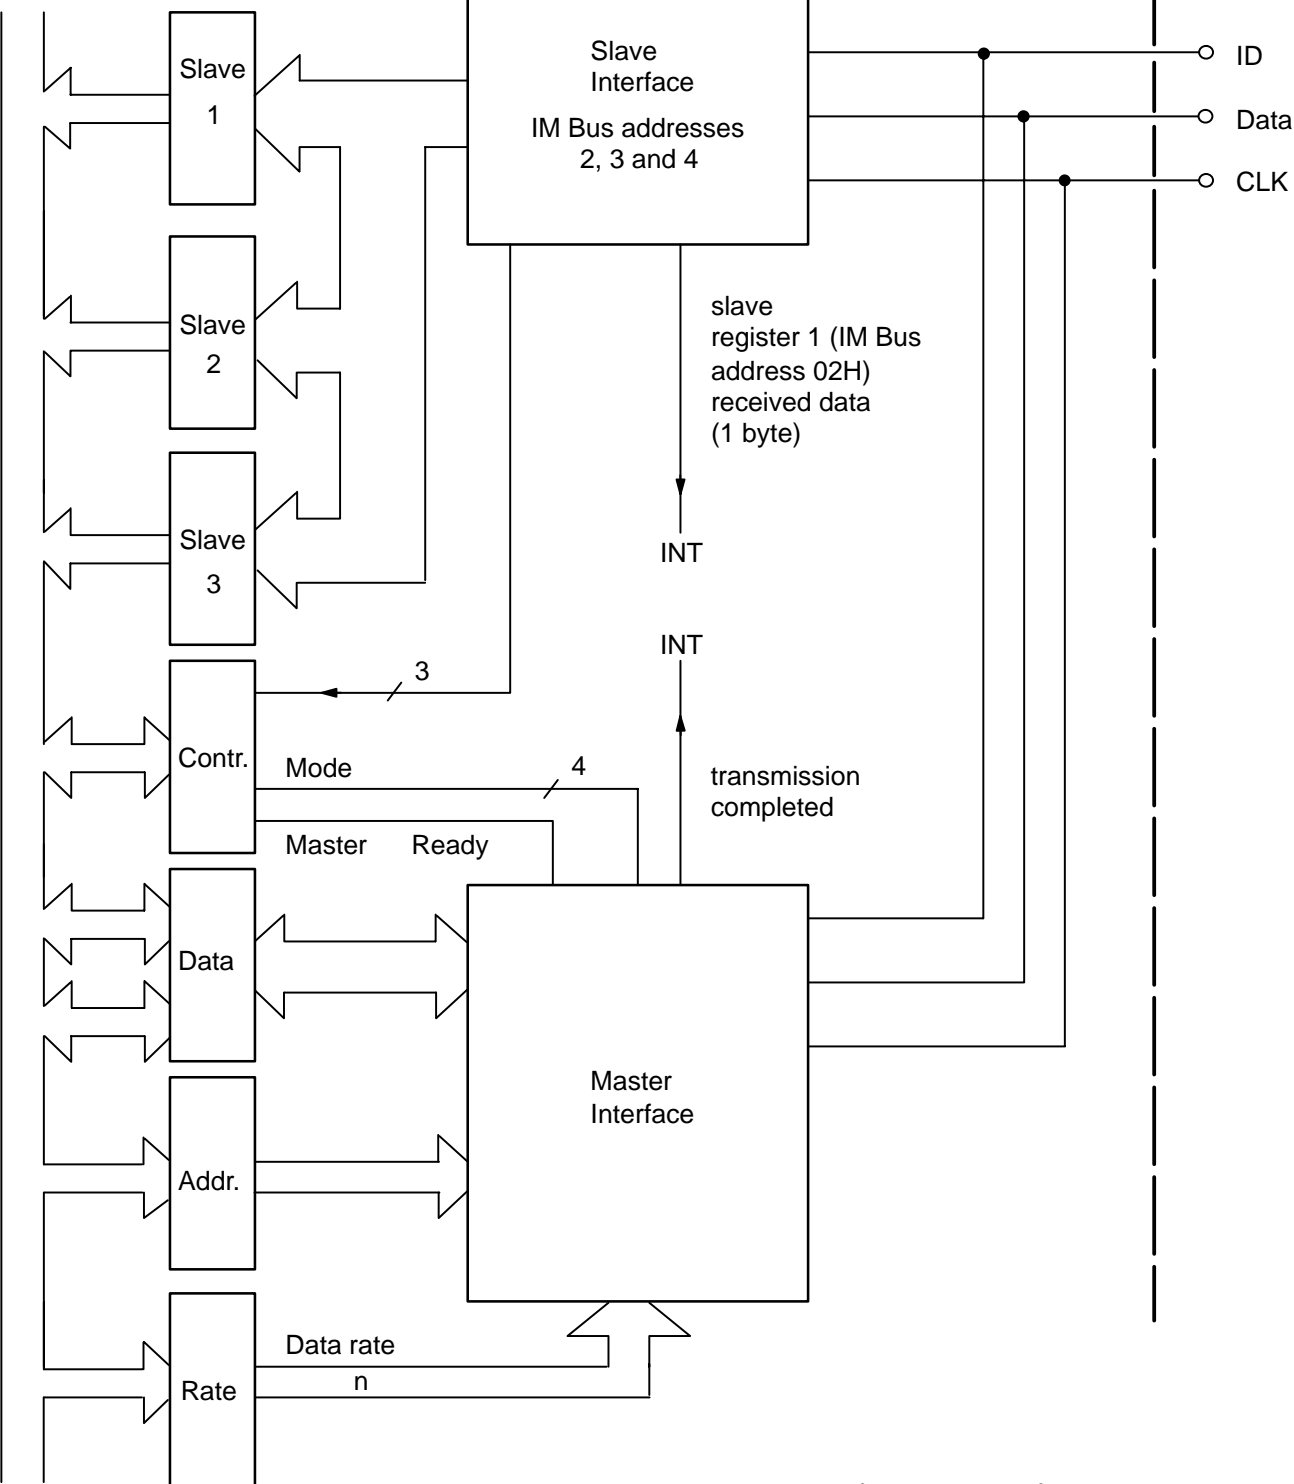 Slave
1
Slave
Interface
IM Bus addresses
2, 3 and 4
ID
Data
CLK
Slave
2
slave
register 1 (IM Bus
address 02H)
received data
(1 byte)
Slave
3
INT
INT
3
Contr.
Mode
4
transmission
completed
Master Ready
Data
Master
Interface
Addr.
Data rate
n
Rate